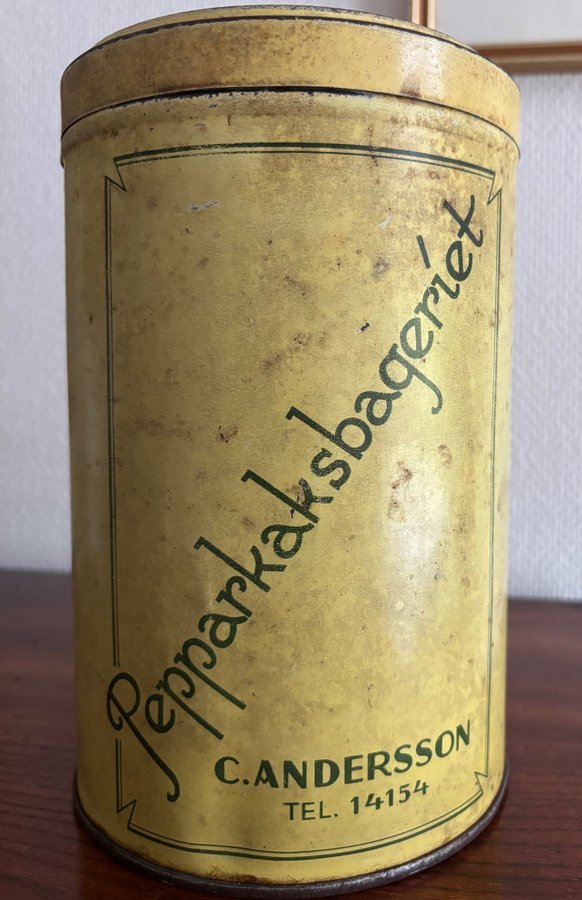 Pepparkaksbageriet
C. ANDERSSON
TEL. 14154